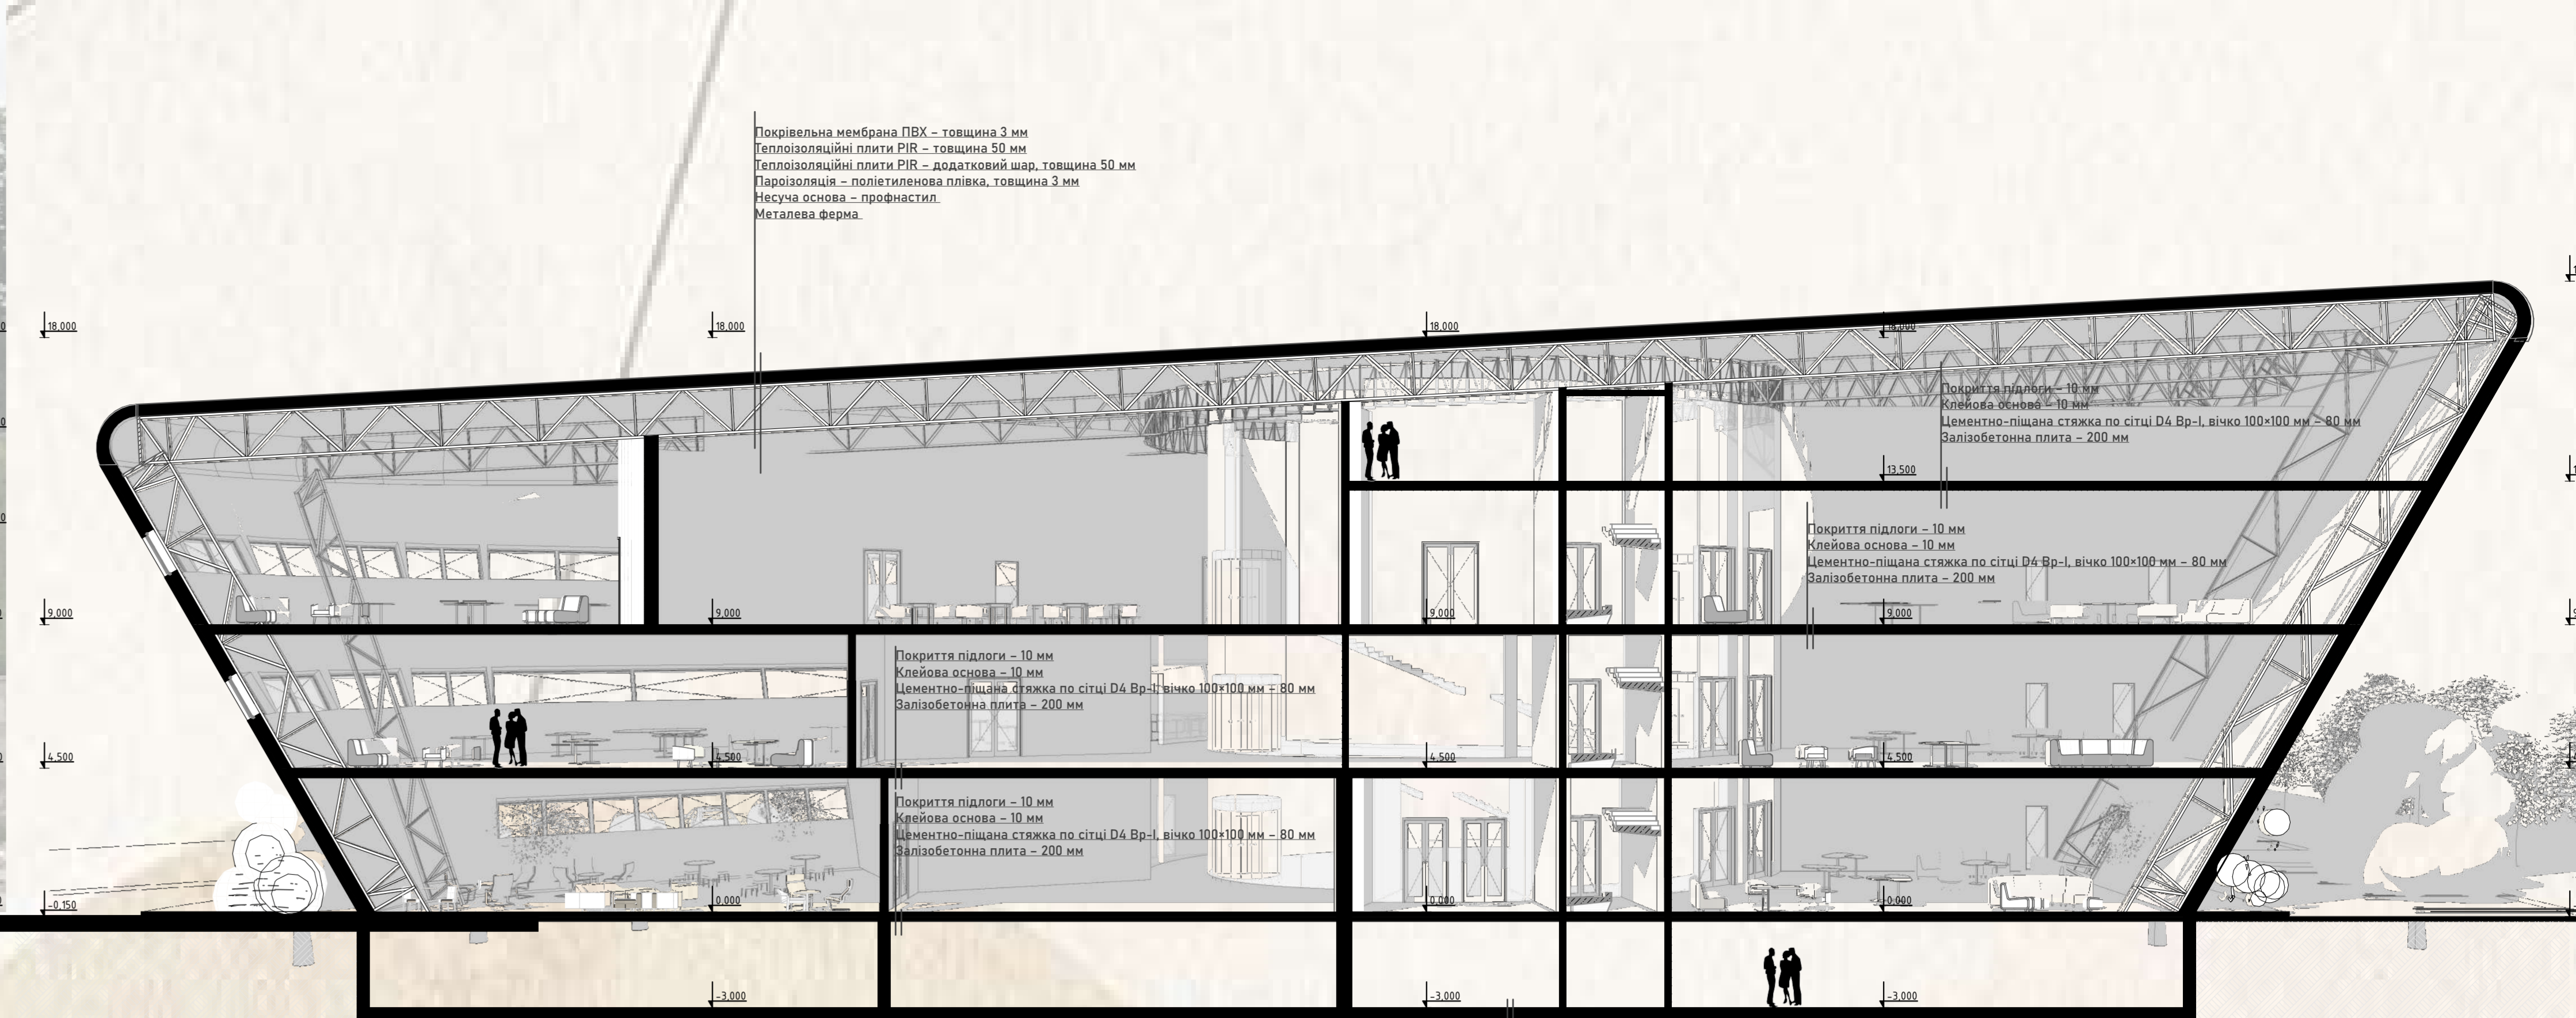 Покрівельна мембрана ПВХ – товщина 3 мм
Теплоізоляційні плити PIR – товщина 50 мм
Теплоізоляційні плити PIR – додатковий шар, товщина 50 мм
Пароізоляція – поліетиленова плівка, товщина 3 мм
Несуча основа – профнастил
Металева ферма
18,000
18,000
18,000
18,000
Покриття підлоги – 10 мм
Клейова основа – 10 мм
Цементно-піщана стяжка по сітці D4 Вр-І, вічко 100×100 мм – 80 мм
Залізобетонна плита – 200 мм
13,500
Покриття підлоги – 10 мм
Клейова основа – 10 мм
Цементно-піщана стяжка по сітці D4 Вр-І, вічко 100×100 мм – 80 мм
Залізобетонна плита – 200 мм
9,000
9,000
9,000
9,000
Покриття підлоги – 10 мм
Клейова основа – 10 мм
Цементно-піщана стяжка по сітці D4 Вр-І, вічко 100×100 мм – 80 мм
Залізобетонна плита – 200 мм
4,500
4,500
4,500
4,500
Покриття підлоги – 10 мм
Клейова основа – 10 мм
Цементно-піщана стяжка по сітці D4 Вр-І, вічко 100×100 мм – 80 мм
Залізобетонна плита – 200 мм
-0,150
0,000
0,000
0,000
-3,000
-3,000
-3,000